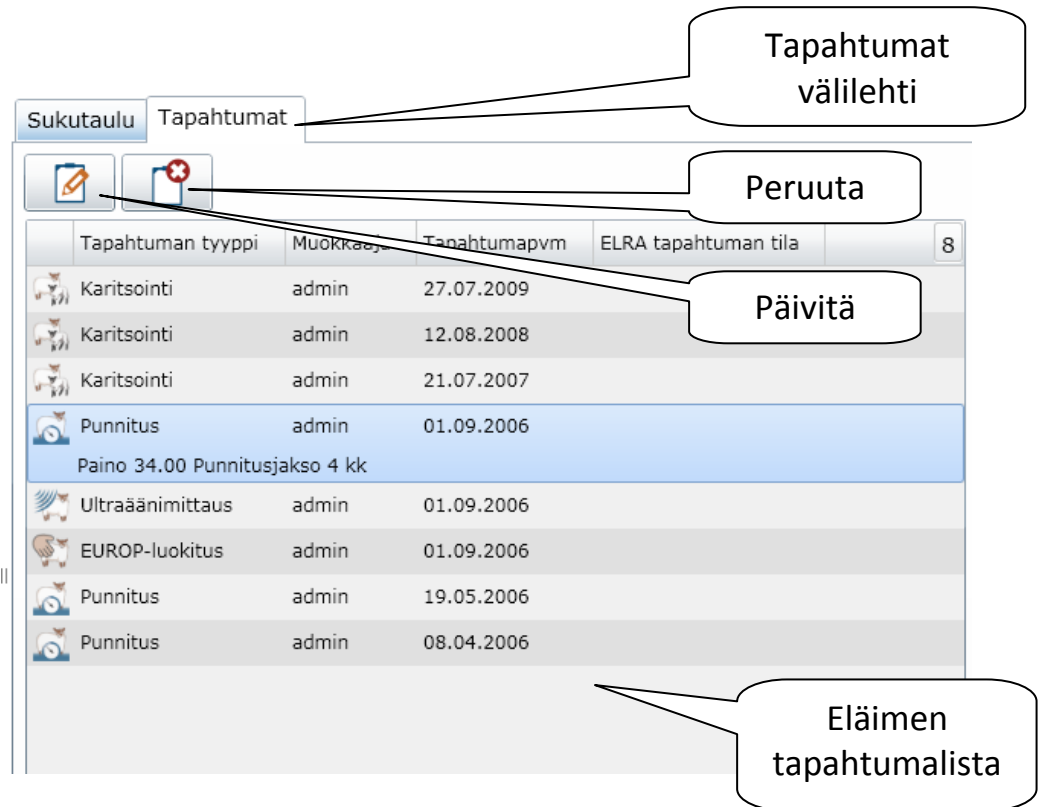 Tapahtumat
välilehti
Sukutaulu Tapahtumat
Peruuta
Tapahtuman tyyppi Muokkaaja Tapahtumapvm ELRA tapahtuman tila 8
Karitsointi admin 27.07.2009
Päivitä
Karitsointi admin 12.08.2008
Karitsointi admin 21.07.2007
Punnitus admin 01.09.2006
Paino 34.00 Punnitusjakso 4 kk
Ultraäänimittaus admin 01.09.2006
EUROP-luokitus admin 01.09.2006
Punnitus admin 19.05.2006
Punnitus admin 08.04.2006
Eläimen
tapahtumalista